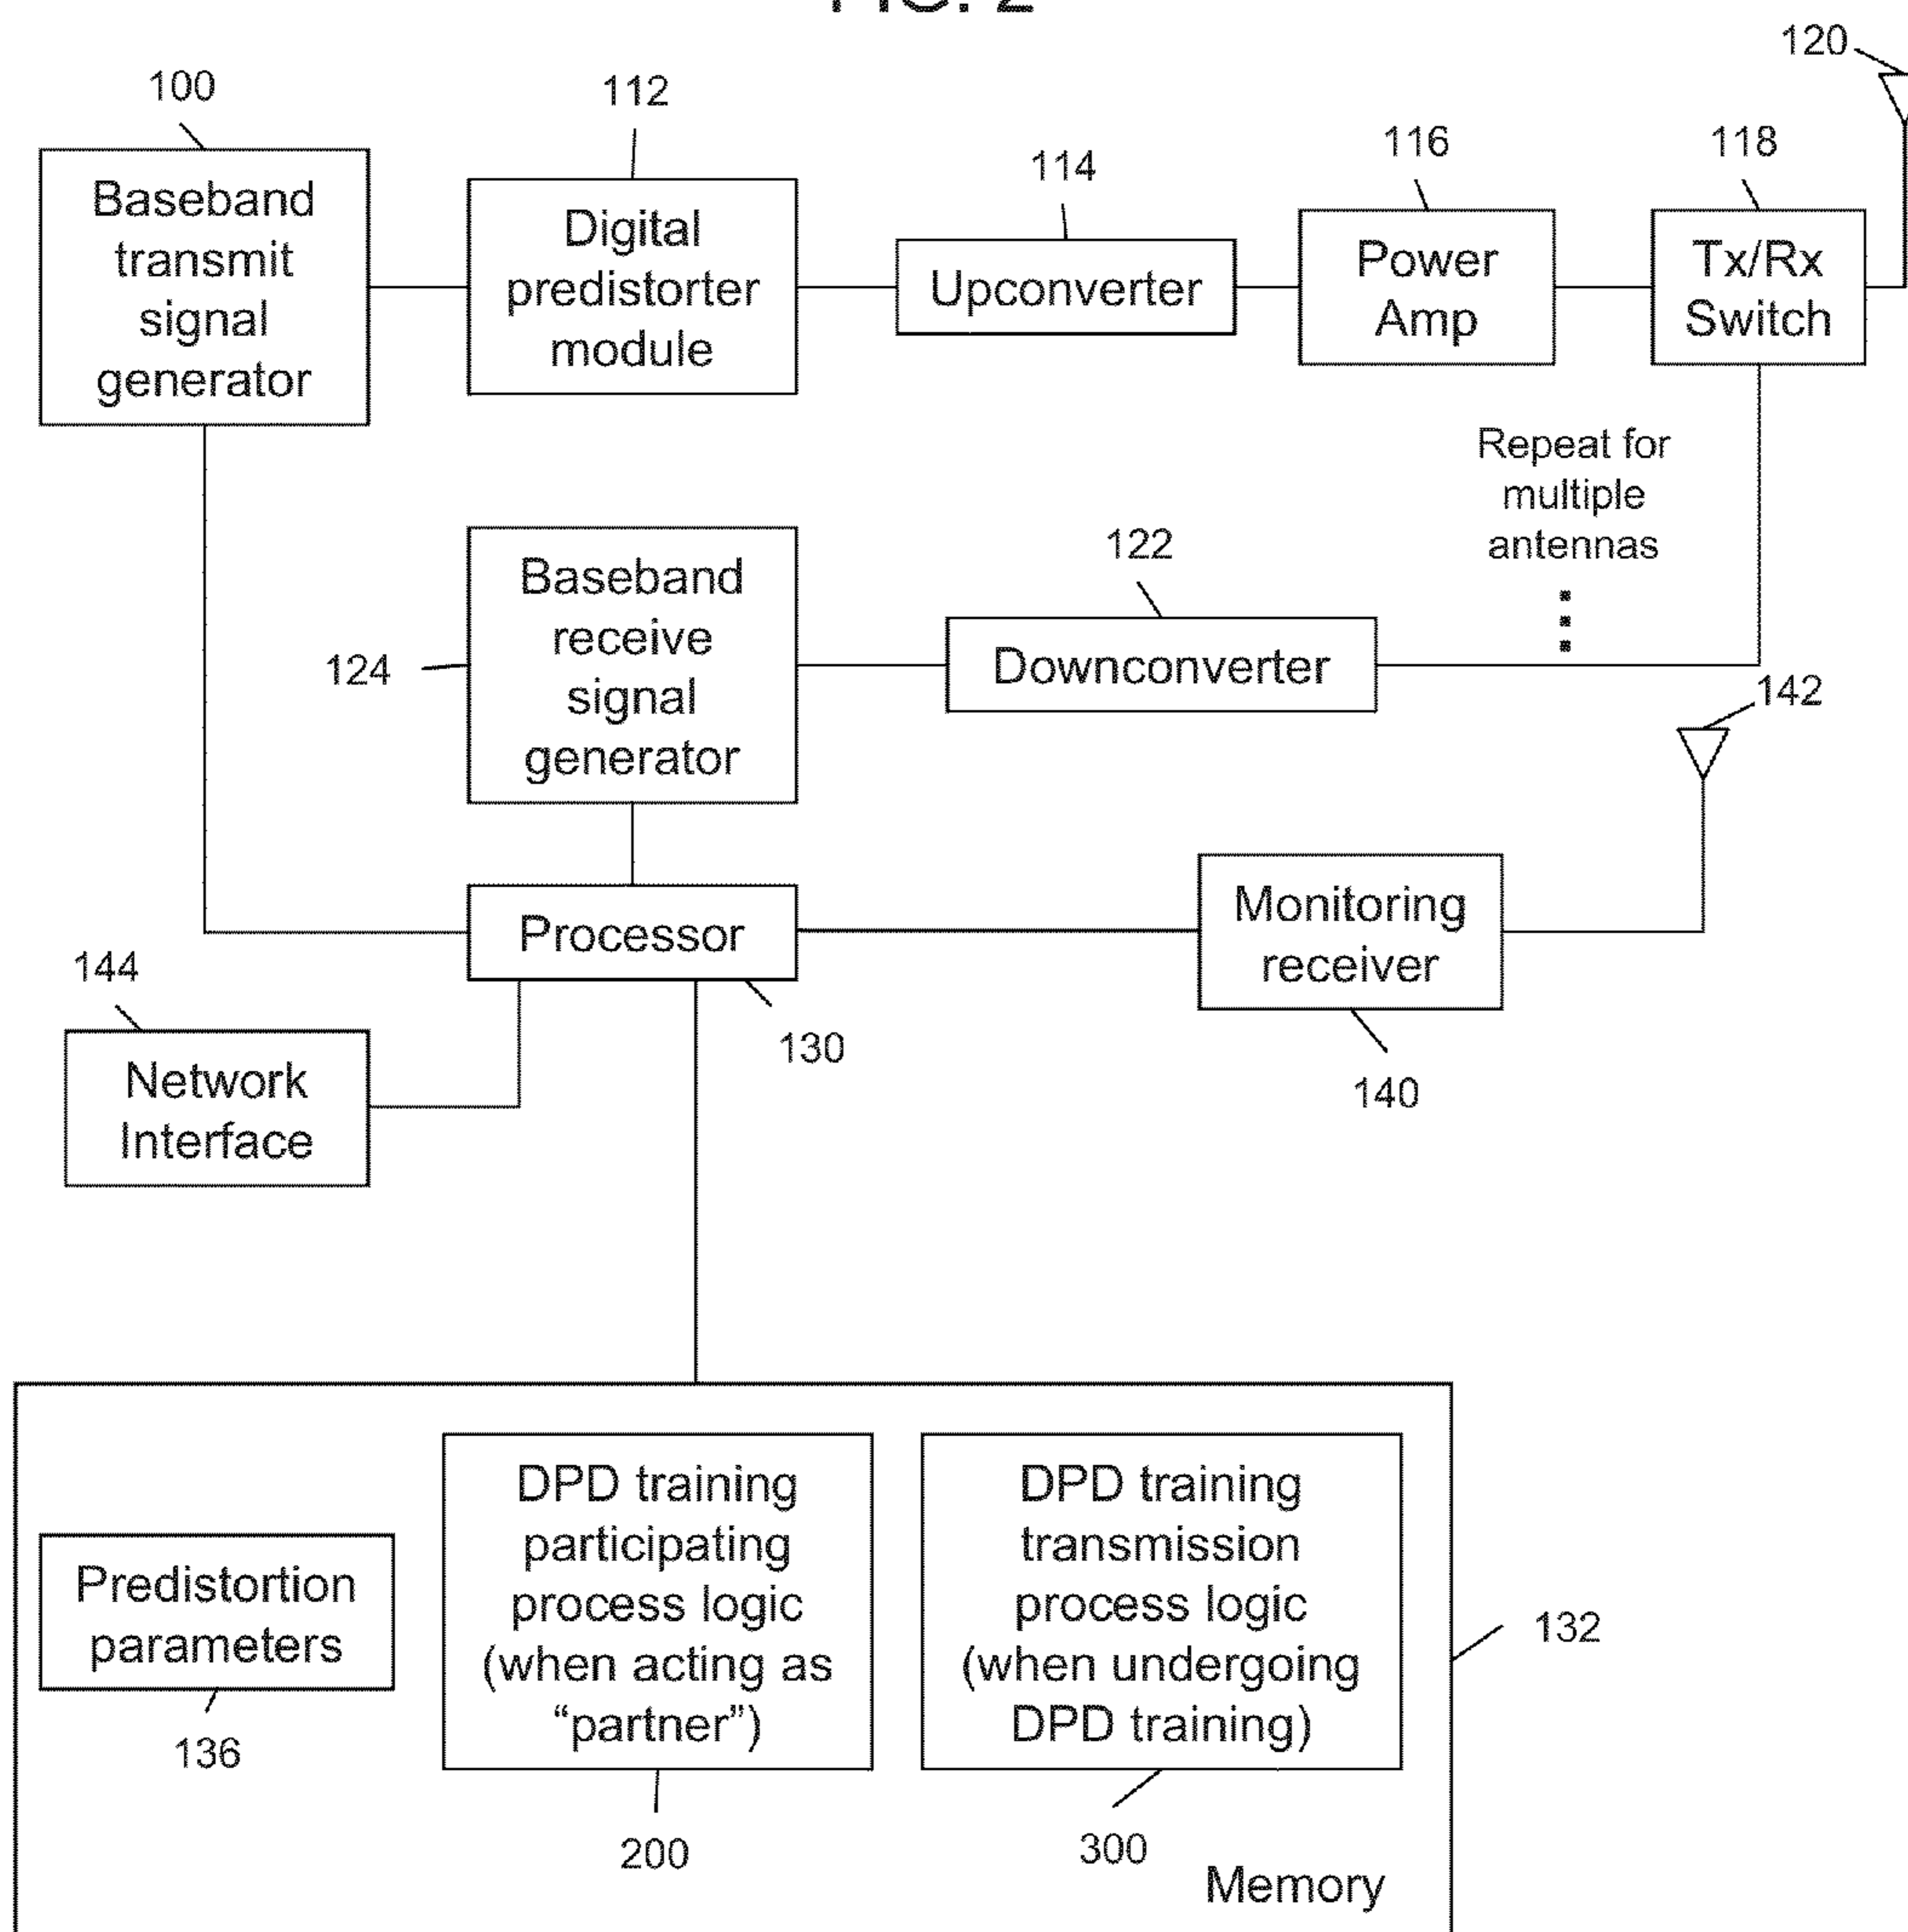 FIG. 2
120
100
112
114
116
118
Baseband
transmit
signal
generator
Digital
predistorter
module
Upconverter
Power
Amp
Tx/Rx
Switch
Repeat for
multiple
antennas
122
124
Baseband
receive
signal
generator
Downconverter
142
Processor
Monitoring
receiver
144
130
140
Network
Interface
Predistortion
parameters
136
DPD training
participating
process logic
(when acting as
“partner”)
200
DPD training
transmission
process logic
(when undergoing
DPD training)
300
132
Memory